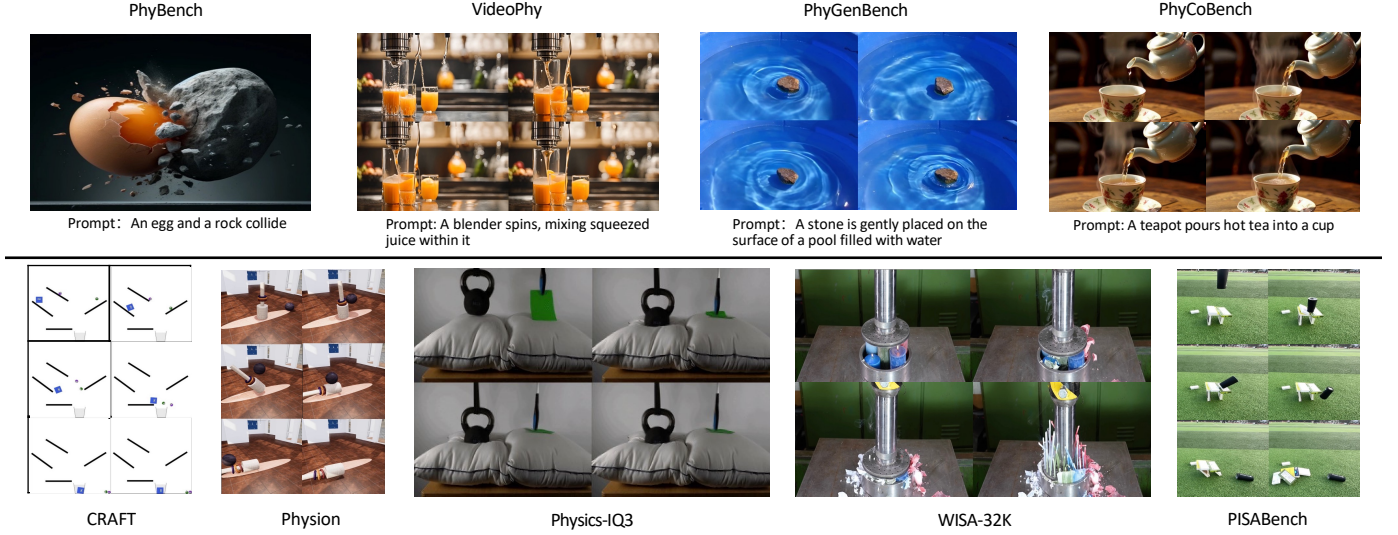 PhyBench
VideoPhy
PhyGenBench
PhyCoBench
Prompt： An egg and a rock collide
Prompt: A blender spins, mixing squeezed
juice within it
Prompt： A stone is gently placed on the
surface of a pool filled with water
Prompt: A teapot pours hot tea into a cup
CRAFT
Physion
Physics-IQ3
WISA-32K
PISABench